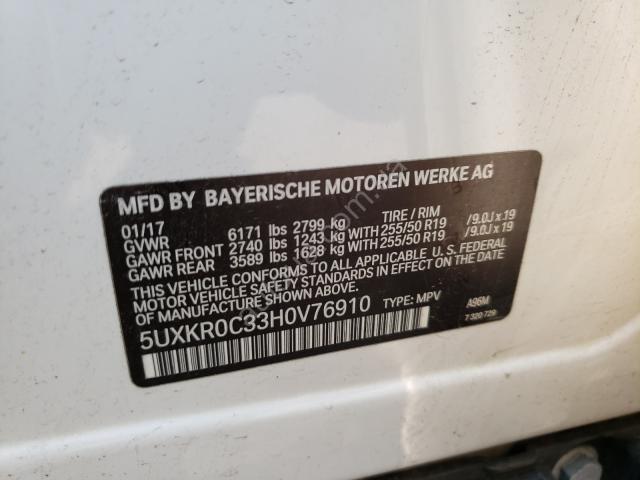 MFD BY BAYERISCHE MOTOREN WERKE AG
01/17 TIRE / RIM
GVWR 6171 lbs 2799 kg
GAWR FRONT 2740 lbs 1243 kg WITH 255/50 R19 /9.0J x 19
GAWR REAR 3589 lbs 1628 kg WITH 255/50 R19 /9.0J x 19
THIS VEHICLE CONFORMS TO ALL APPLICABLE U. S. FEDERAL
MOTOR VEHICLE SAFETY STANDARDS IN EFFECT ON THE DATE
OF MANUFACTURE SHOWN ABOVE.
5UXKR0C33H0V76910 TYPE: MPV A96M
7 320 729